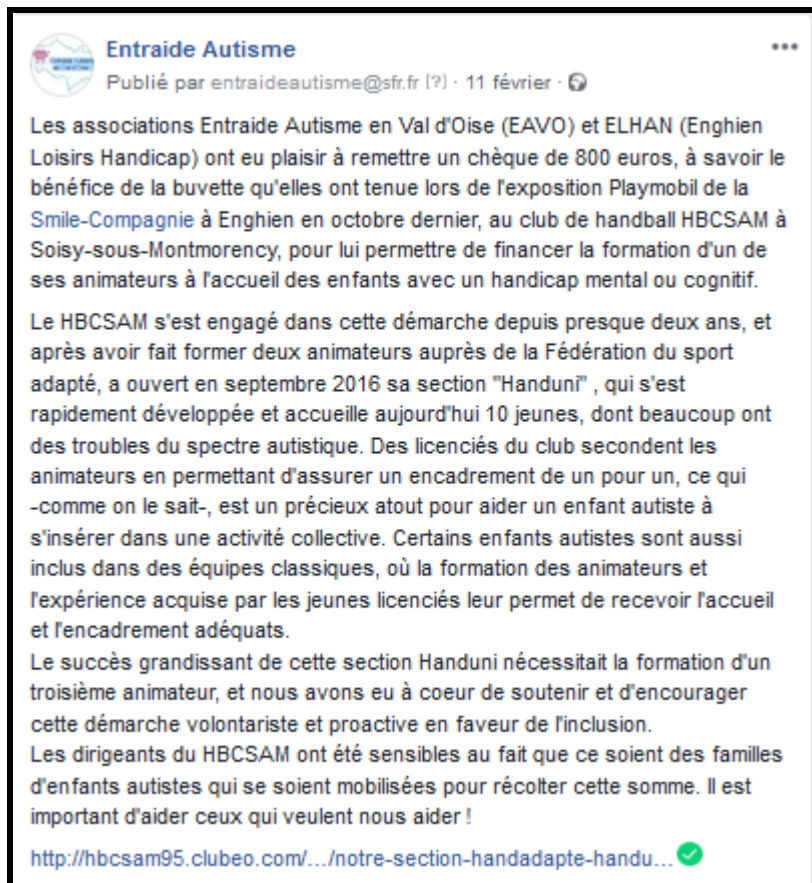 Entraide Autisme
Publié par entraideautisme@sfr.fr [?] · 11 février ·
Les associations Entraide Autisme en Val d'Oise (EAVO) et ELHAN (Enghien
Loisirs Handicap) ont eu plaisir à remettre un chèque de 800 euros, à savoir le
bénéfice de la buvette qu'elles ont tenue lors de l'exposition Playmobil de la
Smile-Compagnie à Enghien en octobre dernier, au club de handball HBCSAM à
Soisy-sous-Montmorency, pour lui permettre de financer la formation d'un de
ses animateurs à l'accueil des enfants avec un handicap mental ou cognitif.
Le HBCSAM s'est engagé dans cette démarche depuis presque deux ans, et
après avoir fait former deux animateurs auprès de la Fédération du sport
adapté, a ouvert en septembre 2016 sa section "Handuni" , qui s'est
rapidement développée et accueille aujourd'hui 10 jeunes, dont beaucoup ont
des troubles du spectre autistique. Des licenciés du club secondent les
animateurs en permettant d'assurer un encadrement de un pour un, ce qui
-comme on le sait-, est un précieux atout pour aider un enfant autiste à
s'insérer dans une activité collective. Certains enfants autistes sont aussi
inclus dans des équipes classiques, où la formation des animateurs et
l'expérience acquise par les jeunes licenciés leur permet de recevoir l'accueil
et l'encadrement adéquats.
Le succès grandissant de cette section Handuni nécessitait la formation d'un
troisième animateur, et nous avons eu à coeur de soutenir et d'encourager
cette démarche volontariste et proactive en faveur de l'inclusion.
Les dirigeants du HBCSAM ont été sensibles au fait que ce soient des familles
d'enfants autistes qui se soient mobilisées pour récolter cette somme. Il est
important d'aider ceux qui veulent nous aider !
http://hbcsam95.clubeo.com/.../notre-section-handadapte-handu...